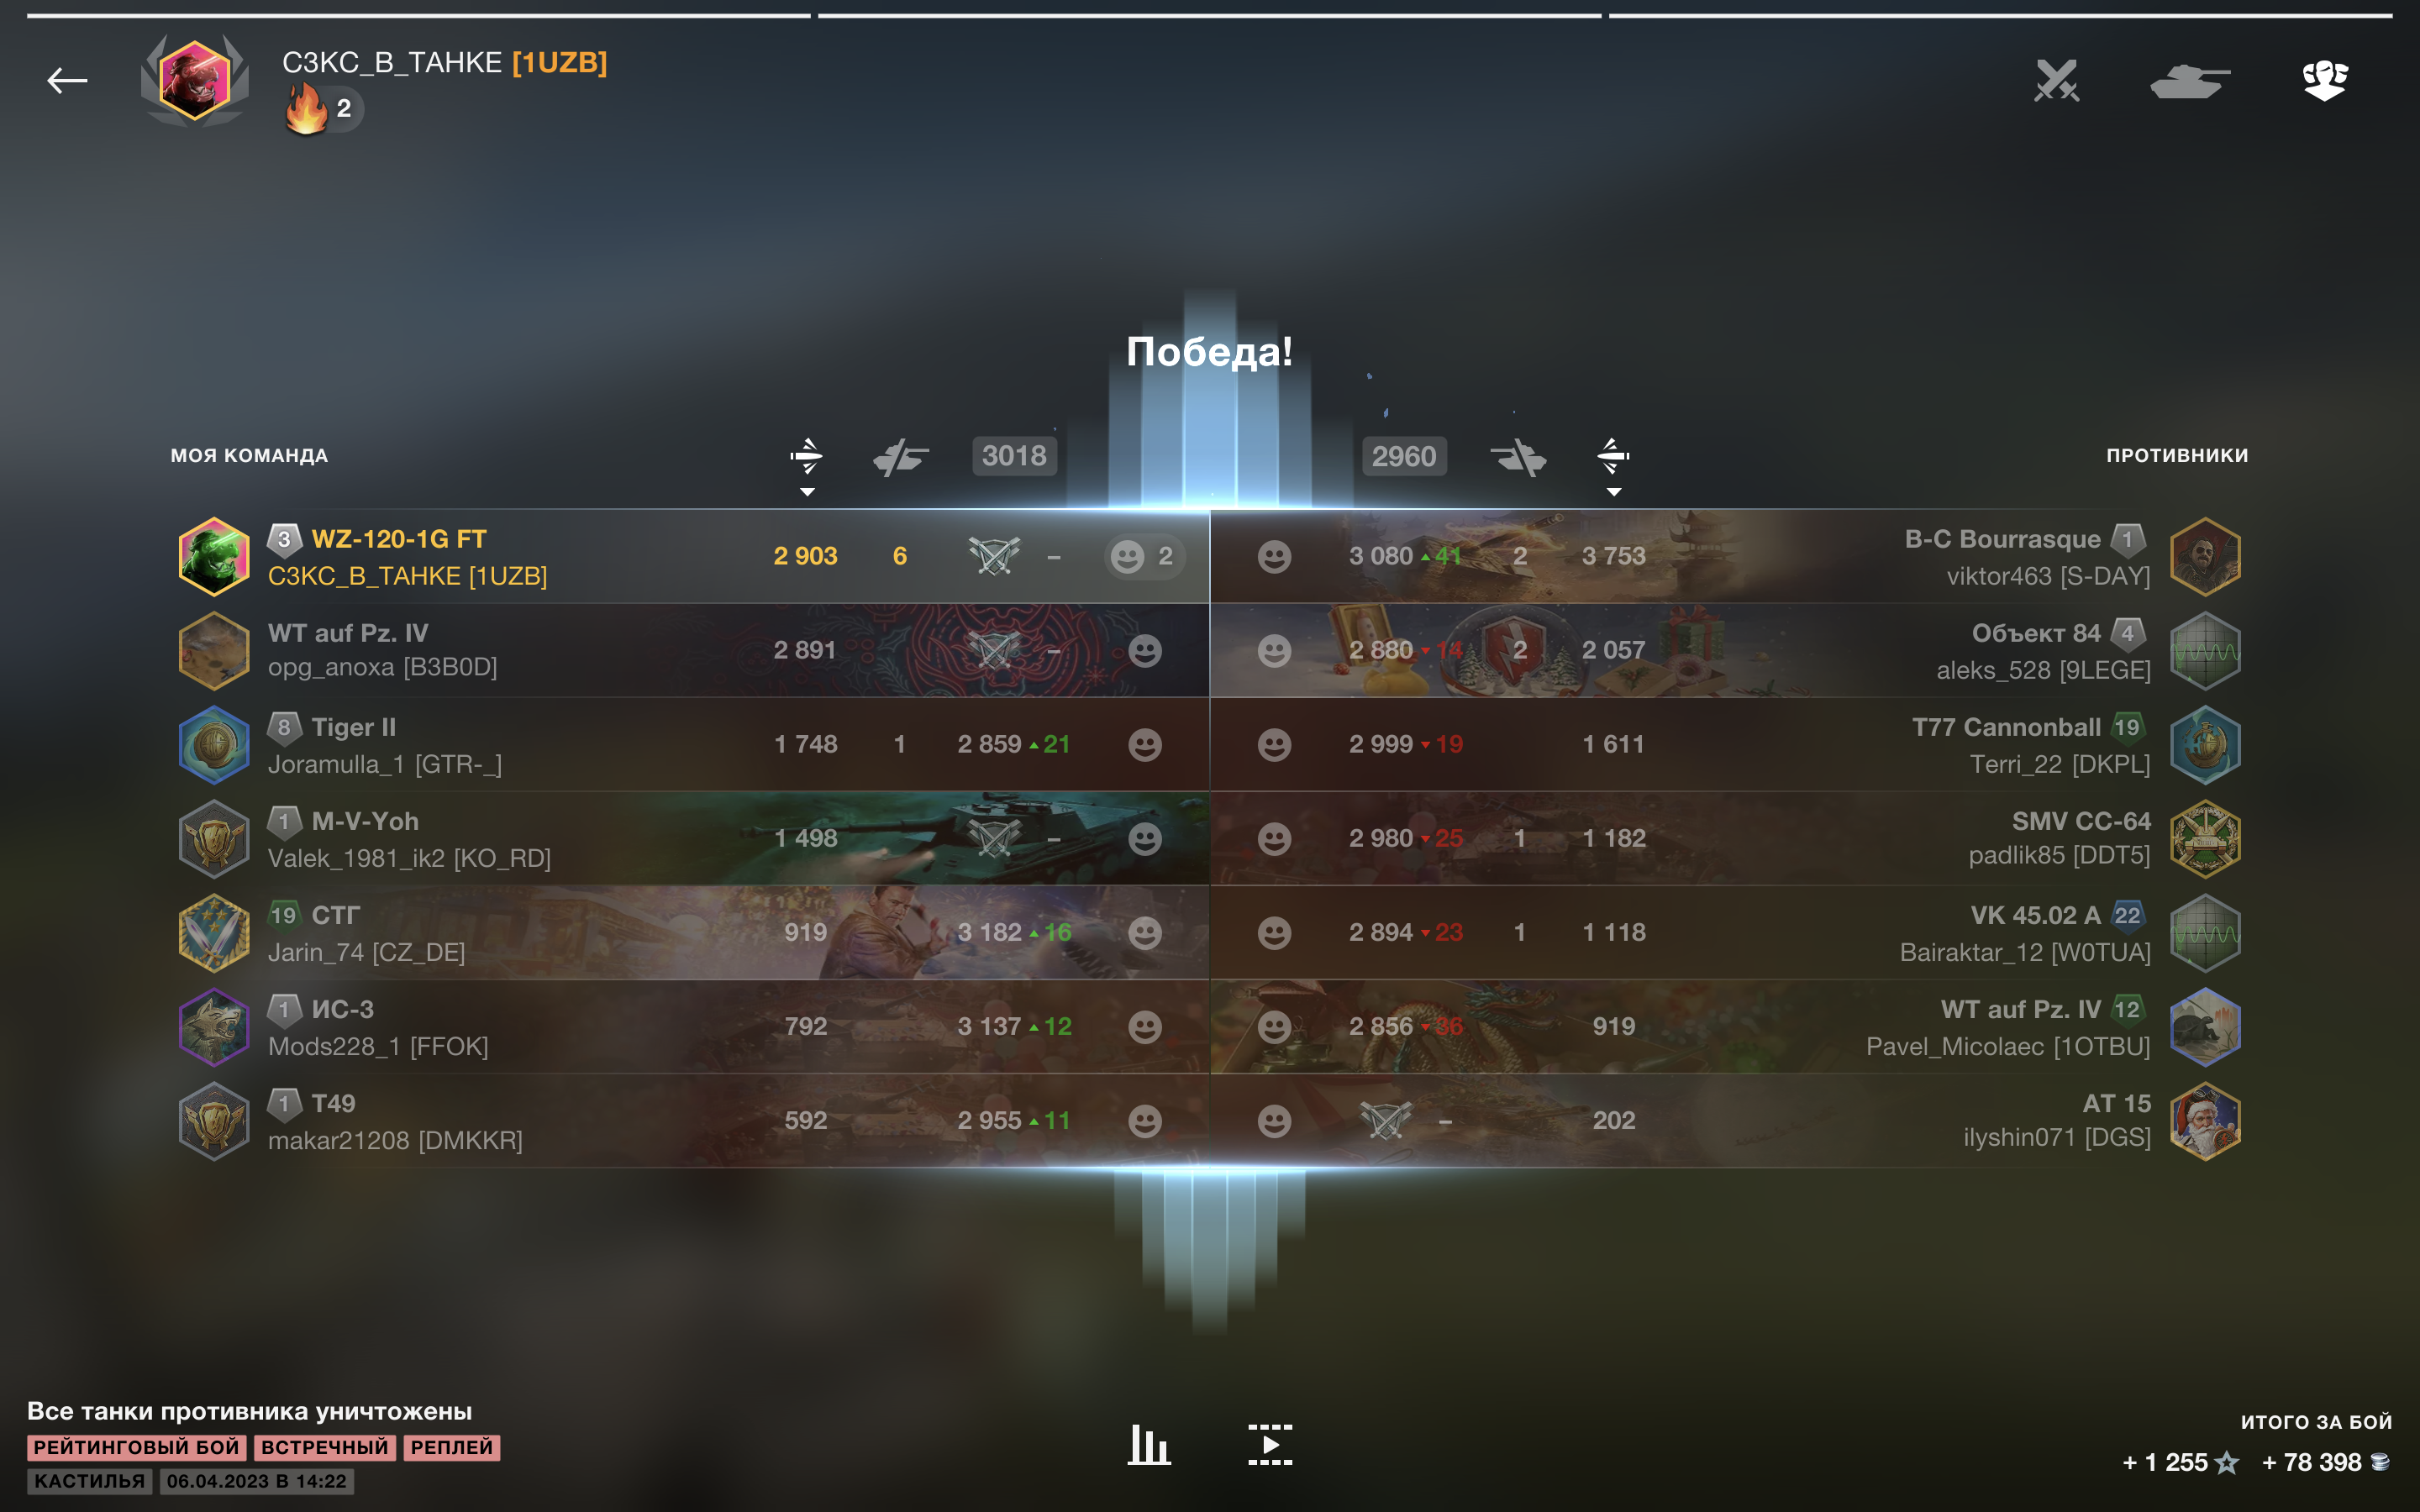 C3KC_B_TAHKE [1UZB]
2
Победа!
МОЯ КОМАНДА
3018
2960
ПРОТИВНИКИ
3 WZ-120-1G FT
C3KC_B_TAHKE [1UZB]
2 903 6 – 2
3 080 41 2 3 753
B-C Bourrasque 1
viktor463 [S-DAY]
WT auf Pz. IV
opg_anoxa [B3B0D]
2 891 –
2 880 14 2 2 057
Объект 84 4
aleks_528 [9LEGE]
8 Tiger II
Joramulla_1 [GTR-_]
1 748 1 2 859 21
2 999 19 1 611
T77 Cannonball 19
Terri_22 [DKPL]
1 M-V-Yoh
Valek_1981_ik2 [KO_RD]
1 498 –
2 980 25 1 1 182
SMV CC-64
padlik85 [DDT5]
19 СТГ
Jarin_74 [CZ_DE]
919 3 182 16
2 894 23 1 1 118
VK 45.02 A 22
Bairaktar_12 [W0TUA]
1 ИС-3
Mods228_1 [FFOK]
792 3 137 12
2 856 36 919
WT auf Pz. IV 12
Pavel_Micolaec [1OTBU]
1 T49
makar21208 [DMKKR]
592 2 955 11
– 202
AT 15
ilyshin071 [DGS]
Все танки противника уничтожены
РЕЙТИНГОВЫЙ БОЙ ВСТРЕЧНЫЙ РЕПЛЕЙ
КАСТИЛЬЯ 06.04.2023 В 14:22
ИТОГО ЗА БОЙ
+ 1 255 + 78 398